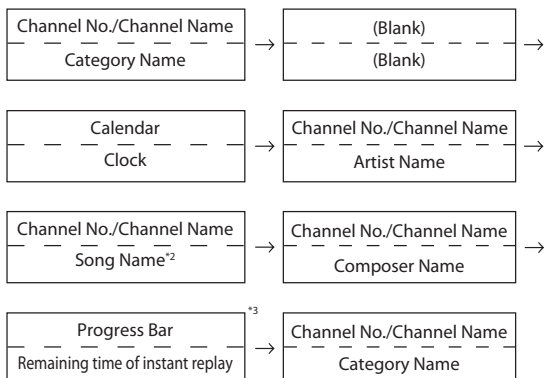 Channel No./Channel Name
Category Name
(Blank)
(Blank)
Calendar
Clock
Channel No./Channel Name
Artist Name
Channel No./Channel Name
Song Name*2
Channel No./Channel Name
Composer Name
Progress Bar
Remaining time of instant replay
*3
Channel No./Channel Name
Category Name